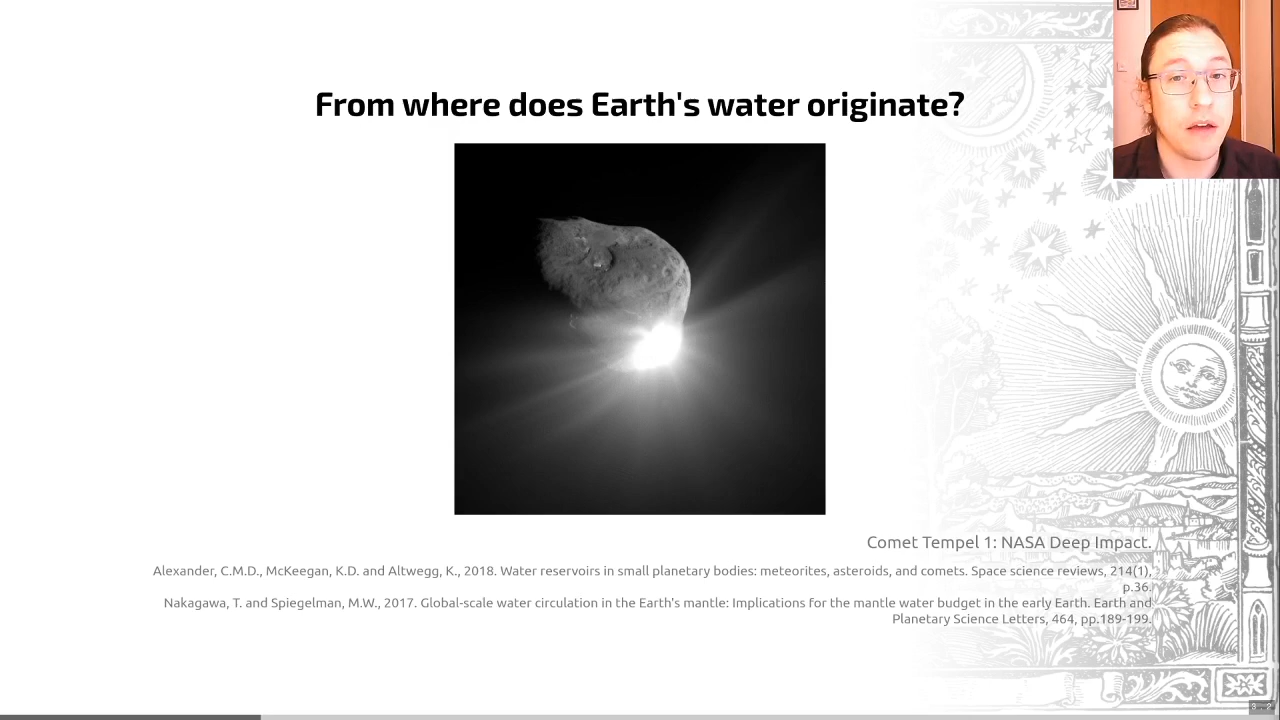 From where does Earth's water originate?
Comet Tempel 1: NASA Deep Impact.
Alexander, C.M.D., McKeegan, K.D. and Altwegg, K., 2018. Water reservoirs in small planetary bodies: meteorites, asteroids, and comets. Space science reviews, 214(1),
p.36.
Nakagawa, T. and Spiegelman, M.W., 2017. Global-scale water circulation in the Earth's mantle: Implications for the mantle water budget in the early Earth. Earth and
Planetary Science Letters, 464, pp.189-199.